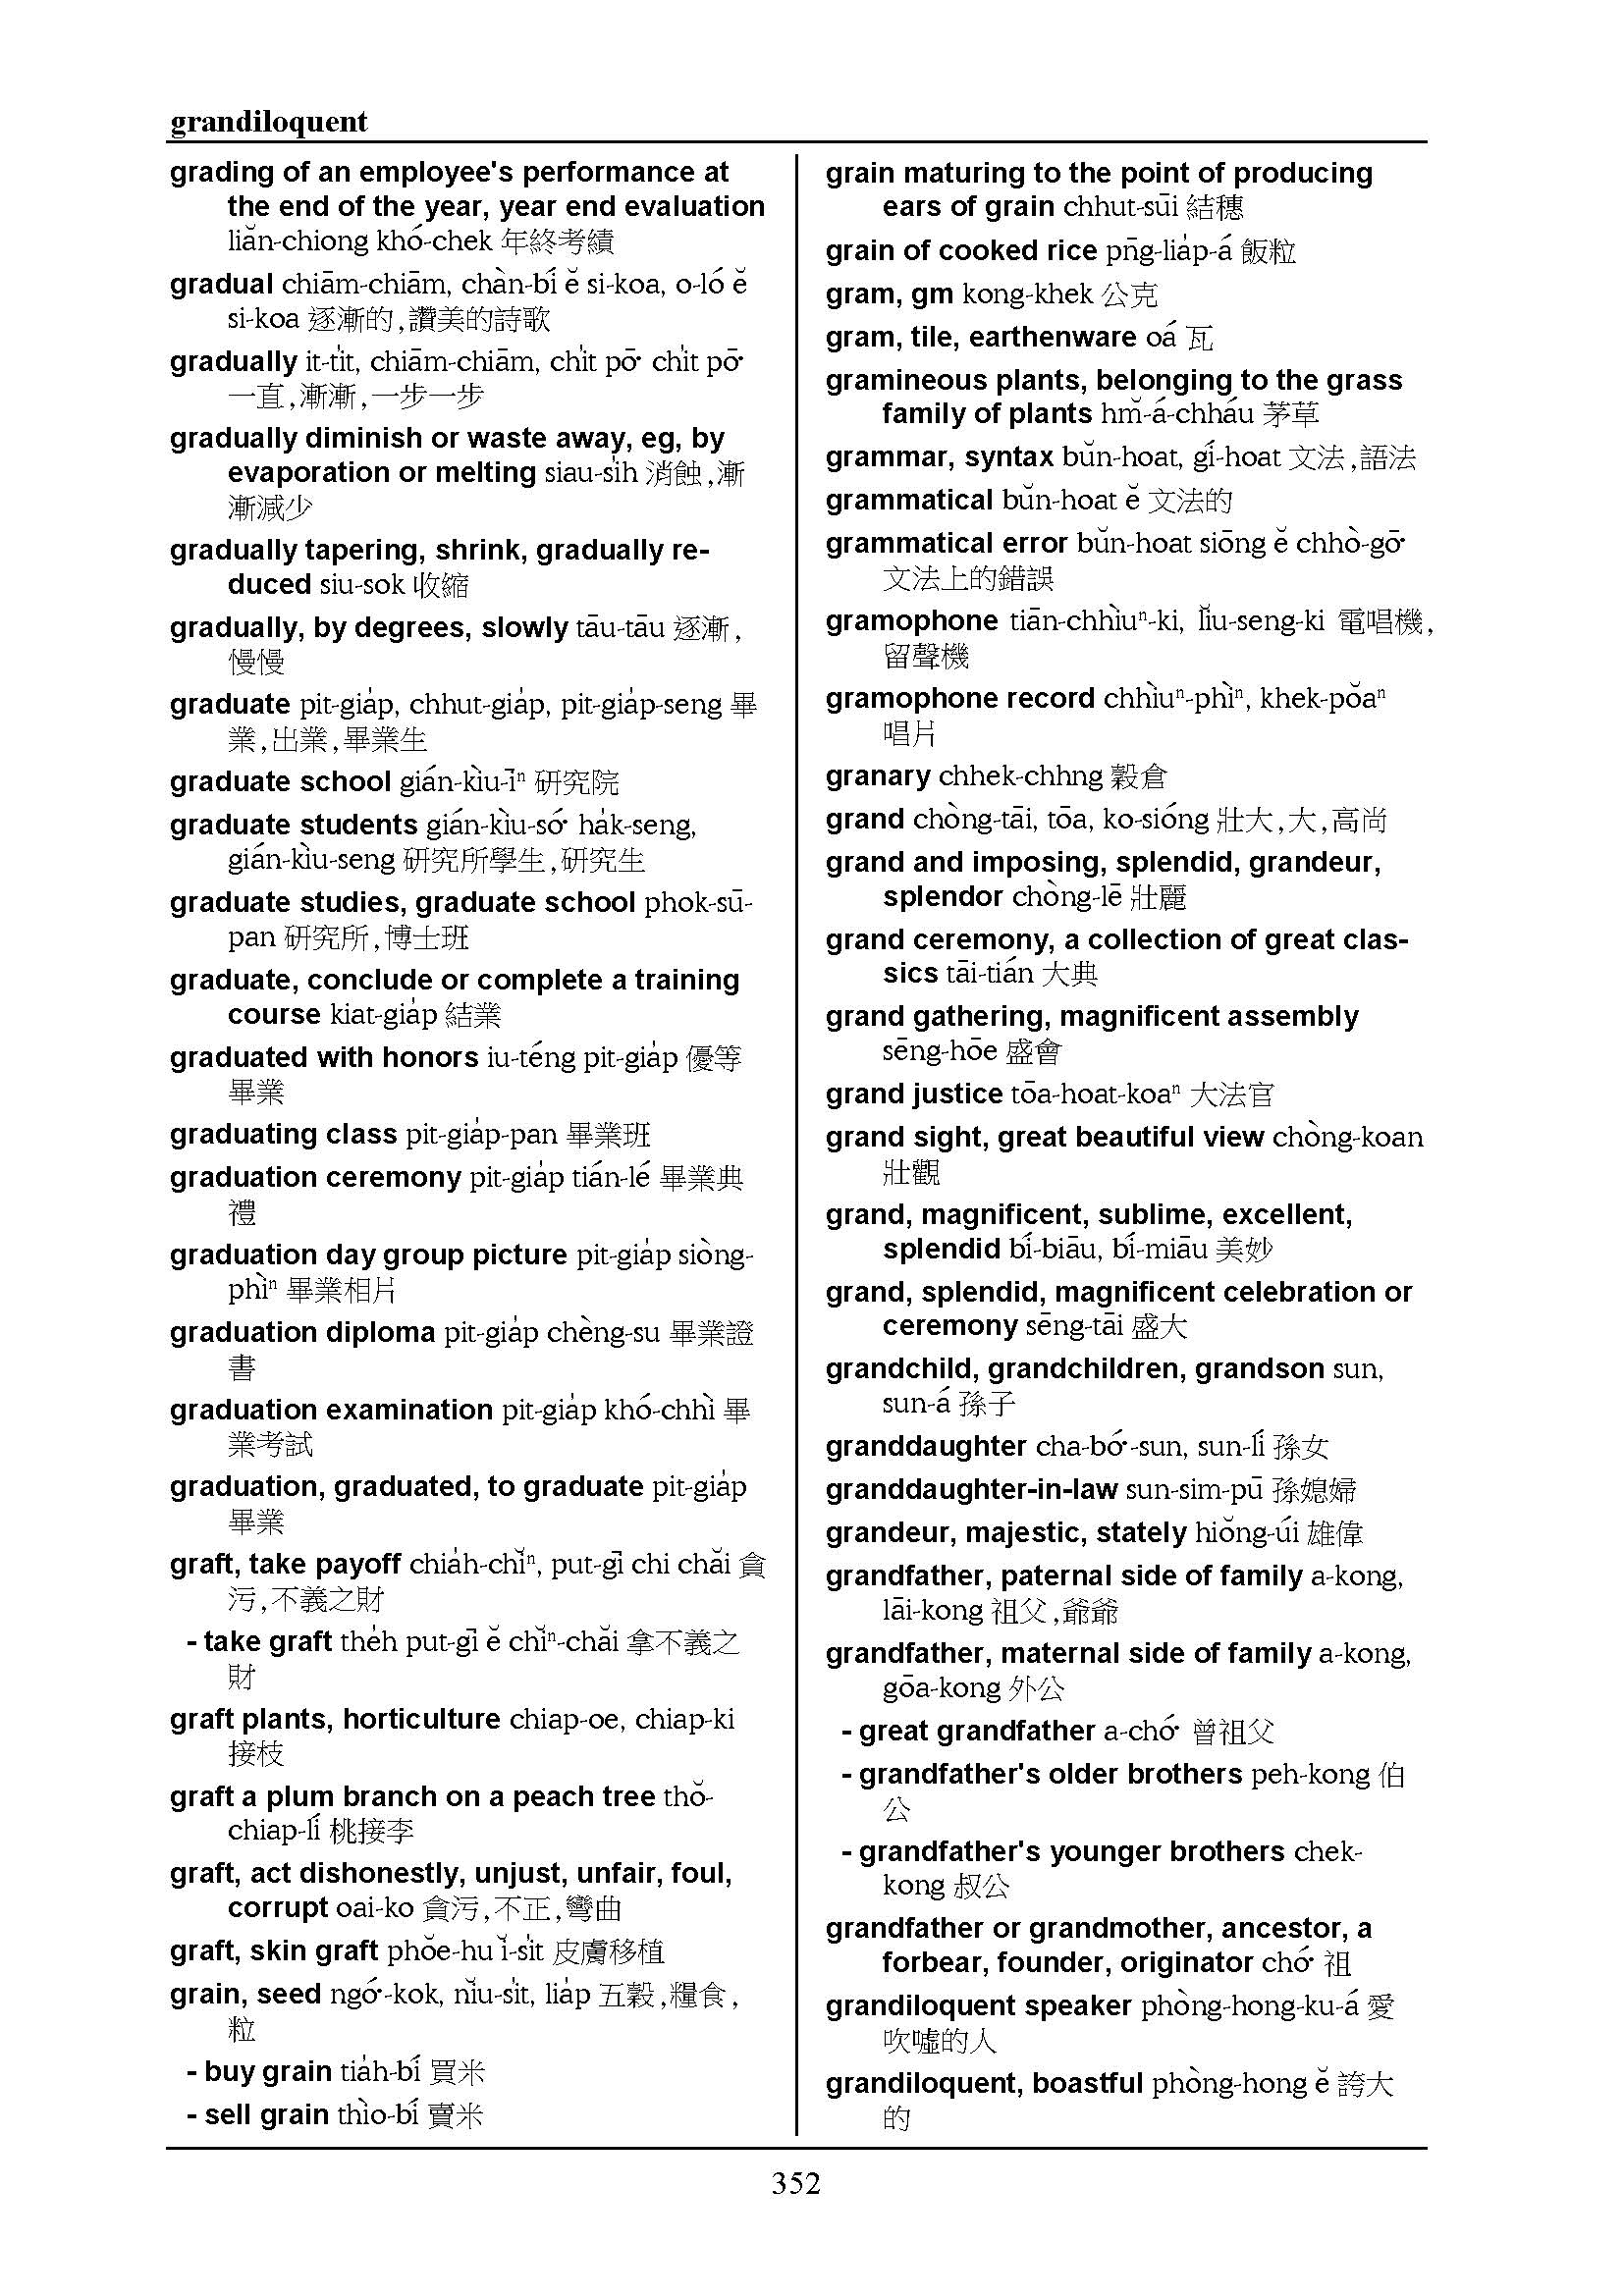 grandiloquent
grading of an employee's performance at
the end of the year, year end evaluation
liăn-chiong khó-chek 年終考績
gradual chiām-chiām, chàn-bí ĕ si-koa, o-ló ĕ
si-koa 逐漸的,讚美的詩歌
gradually it-ti̍t, chiām-chiām, chi̍t pō͘ chi̍t pō͘
一直,漸漸,一步一步
gradually diminish or waste away, eg, by
evaporation or melting siau-si̍h 消蝕,漸
漸減少
gradually tapering, shrink, gradually re-
duced siu-sok 收縮
gradually, by degrees, slowly tāu-tāu 逐漸,
慢慢
graduate pit-gia̍p, chhut-gia̍p, pit-gia̍p-seng 畢
業,出業,畢業生
graduate school gián-kìu-īⁿ 研究院
graduate students gián-kìu-só͘ ha̍k-seng,
gián-kìu-seng 研究所學生,研究生
graduate studies, graduate school phok-sū-
pan 研究所,博士班
graduate, conclude or complete a training
course kiat-gia̍p 結業
graduated with honors iu-téng pit-gia̍p 優等
畢業
graduating class pit-gia̍p-pan 畢業班
graduation ceremony pit-gia̍p tián-lé 畢業典
禮
graduation day group picture pit-gia̍p siòng-
phìⁿ 畢業相片
graduation diploma pit-gia̍p chèng-su 畢業證
書
graduation examination pit-gia̍p khó-chhì 畢
業考試
graduation, graduated, to graduate pit-gia̍p
畢業
graft, take payoff chia̍h-chĭⁿ, put-gī chi chăi 貪
污,不義之財
- take graft the̍h put-gī ĕ chĭⁿ-chăi 拿不義之
財
graft plants, horticulture chiap-oe, chiap-ki
接枝
graft a plum branch on a peach tree thŏ-
chiap-lí 桃接李
graft, act dishonestly, unjust, unfair, foul,
corrupt oai-ko 貪污,不正,彎曲
graft, skin graft phŏe-hu ĭ-si̍t 皮膚移植
grain, seed ngó͘-kok, nĭu-si̍t, lia̍p 五穀,糧食,
粒
- buy grain tia̍h-bí 買米
- sell grain thìo-bí 賣米
grain maturing to the point of producing
ears of grain chhut-sūi 結穗
grain of cooked rice pn̄g-lia̍p-á 飯粒
gram, gm kong-khek 公克
gram, tile, earthenware oá 瓦
gramineous plants, belonging to the grass
family of plants hm̆-á-chháu 茅草
grammar, syntax bŭn-hoat, gí-hoat 文法,語法
grammatical bŭn-hoat ĕ 文法的
grammatical error bŭn-hoat siōng ĕ chhò-gō͘
文法上的錯誤
gramophone tiān-chhìuⁿ-ki, lĭu-seng-ki 電唱機,
留聲機
gramophone record chhìuⁿ-phìⁿ, khek-pŏaⁿ
唱片
granary chhek-chhng 穀倉
grand chòng-tāi, tōa, ko-sióng 壯大,大,高尚
grand and imposing, splendid, grandeur,
splendor chòng-lē 壯麗
grand ceremony, a collection of great clas-
sics tāi-tián 大典
grand gathering, magnificent assembly
sēng-hōe 盛會
grand justice tōa-hoat-koaⁿ 大法官
grand sight, great beautiful view chòng-koan
壯觀
grand, magnificent, sublime, excellent,
splendid bí-biāu, bí-miāu 美妙
grand, splendid, magnificent celebration or
ceremony sēng-tāi 盛大
grandchild, grandchildren, grandson sun,
sun-á 孫子
granddaughter cha-bó͘-sun, sun-lí 孫女
granddaughter-in-law sun-sim-pū 孫媳婦
grandeur, majestic, stately hiŏng-úi 雄偉
grandfather, paternal side of family a-kong,
lāi-kong 祖父,爺爺
grandfather, maternal side of family a-kong,
gōa-kong 外公
- great grandfather a-chó͘ 曾祖父
- grandfather's older brothers peh-kong 伯
公
- grandfather's younger brothers chek-
kong 叔公
grandfather or grandmother, ancestor, a
forbear, founder, originator chó͘ 祖
grandiloquent speaker phòng-hong-ku-á 愛
吹噓的人
grandiloquent, boastful phòng-hong ĕ 誇大
的
352